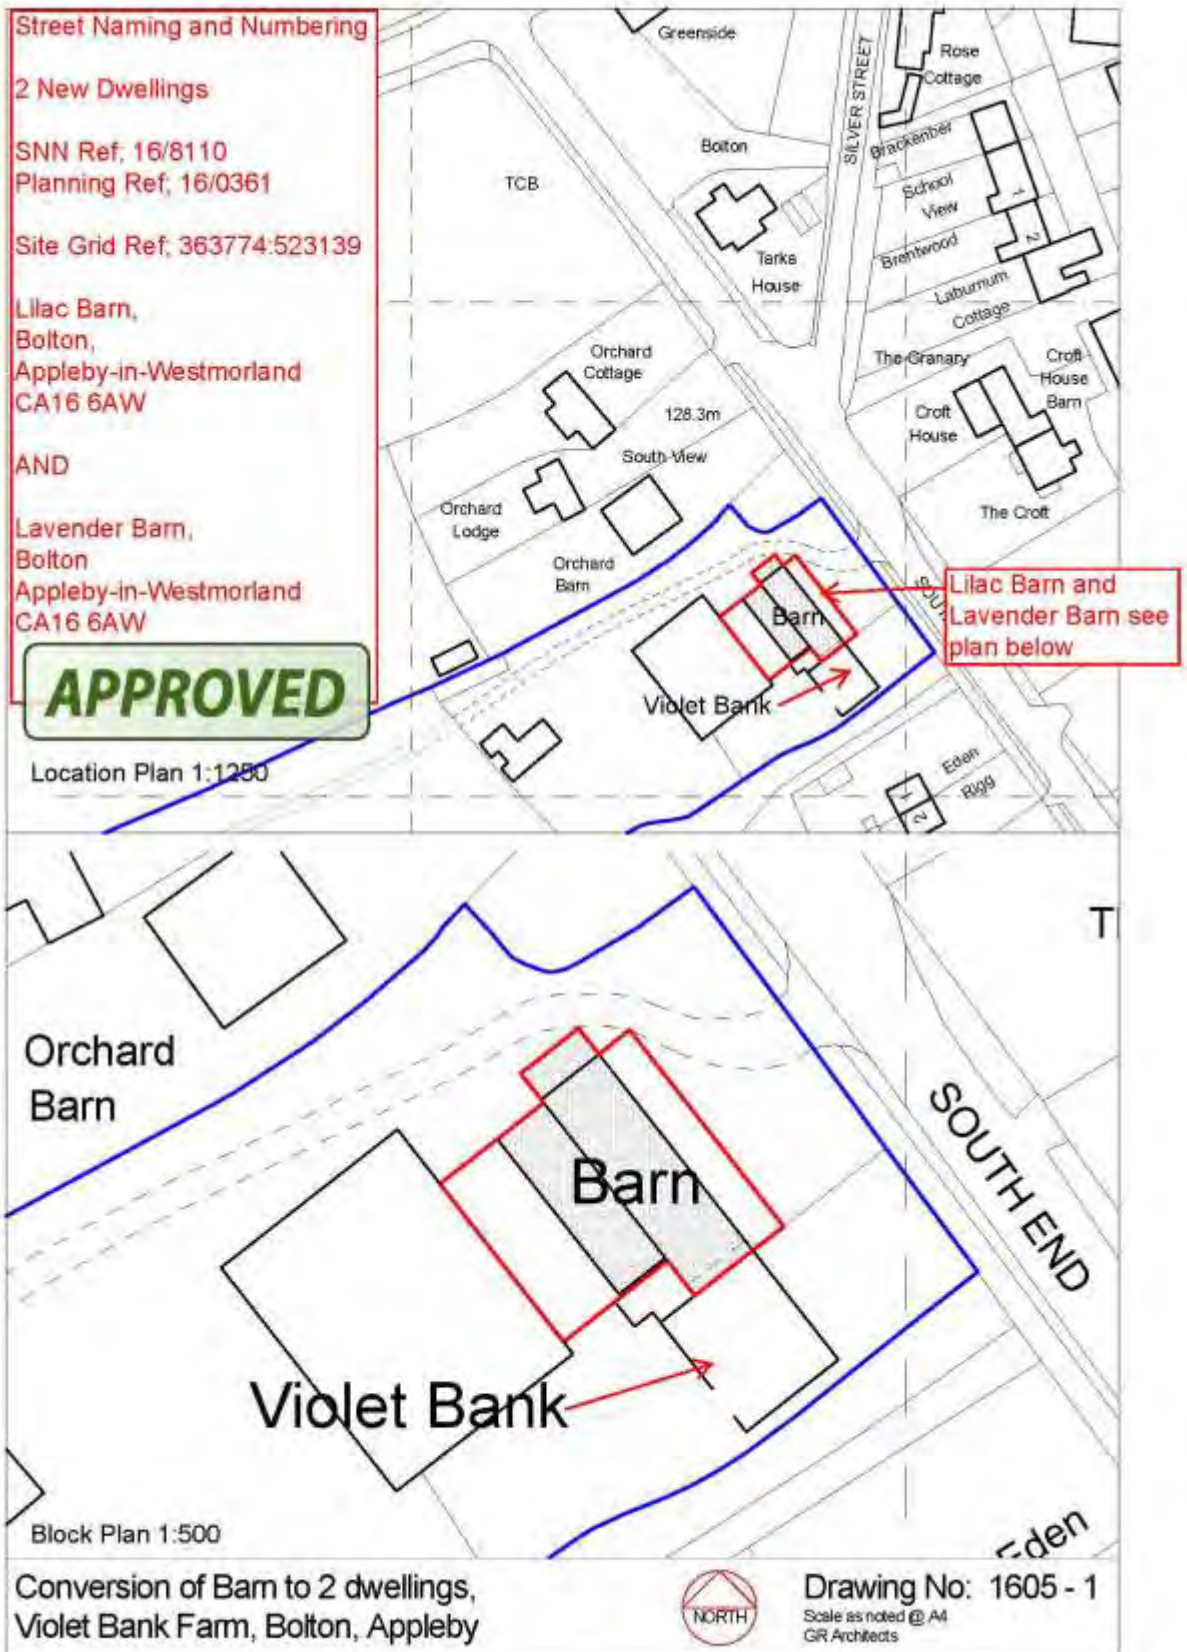 Street Naming and Numbering
2 New Dwellings
SNN Ref; 16/8110
Planning Ref; 16/0361
Site Grid Ref; 363774:523139
Lilac Barn,
Bolton,
Appleby-in-Westmorland
CA16 6AW
AND
Lavender Barn,
Bolton
Appleby-in-Westmorland
CA16 6AW
APPROVED
Location Plan 1:1250
Greenside
SILVER STREET
Rose
Cottage
Bolton
Brackenber
TCB
School
View
1
2
Tarka
House
Brentwood
Laburnum
Cottage
Orchard
Cottage
The Granary
Croft
House
Barn
128.3m
Croft
House
South View
Orchard
Lodge
The Croft
Orchard
Barn
Barn
SOUT
Lilac Barn and
Lavender Barn see
plan below
Violet Bank
Eden
Rigg
1
2
T
Orchard
Barn
SOUTH END
Barn
Violet Bank
Eden
Block Plan 1:500
Conversion of Barn to 2 dwellings,
Violet Bank Farm, Bolton, Appleby
NORTH
Drawing No: 1605 - 1
Scale as noted @ A4
GR Architects